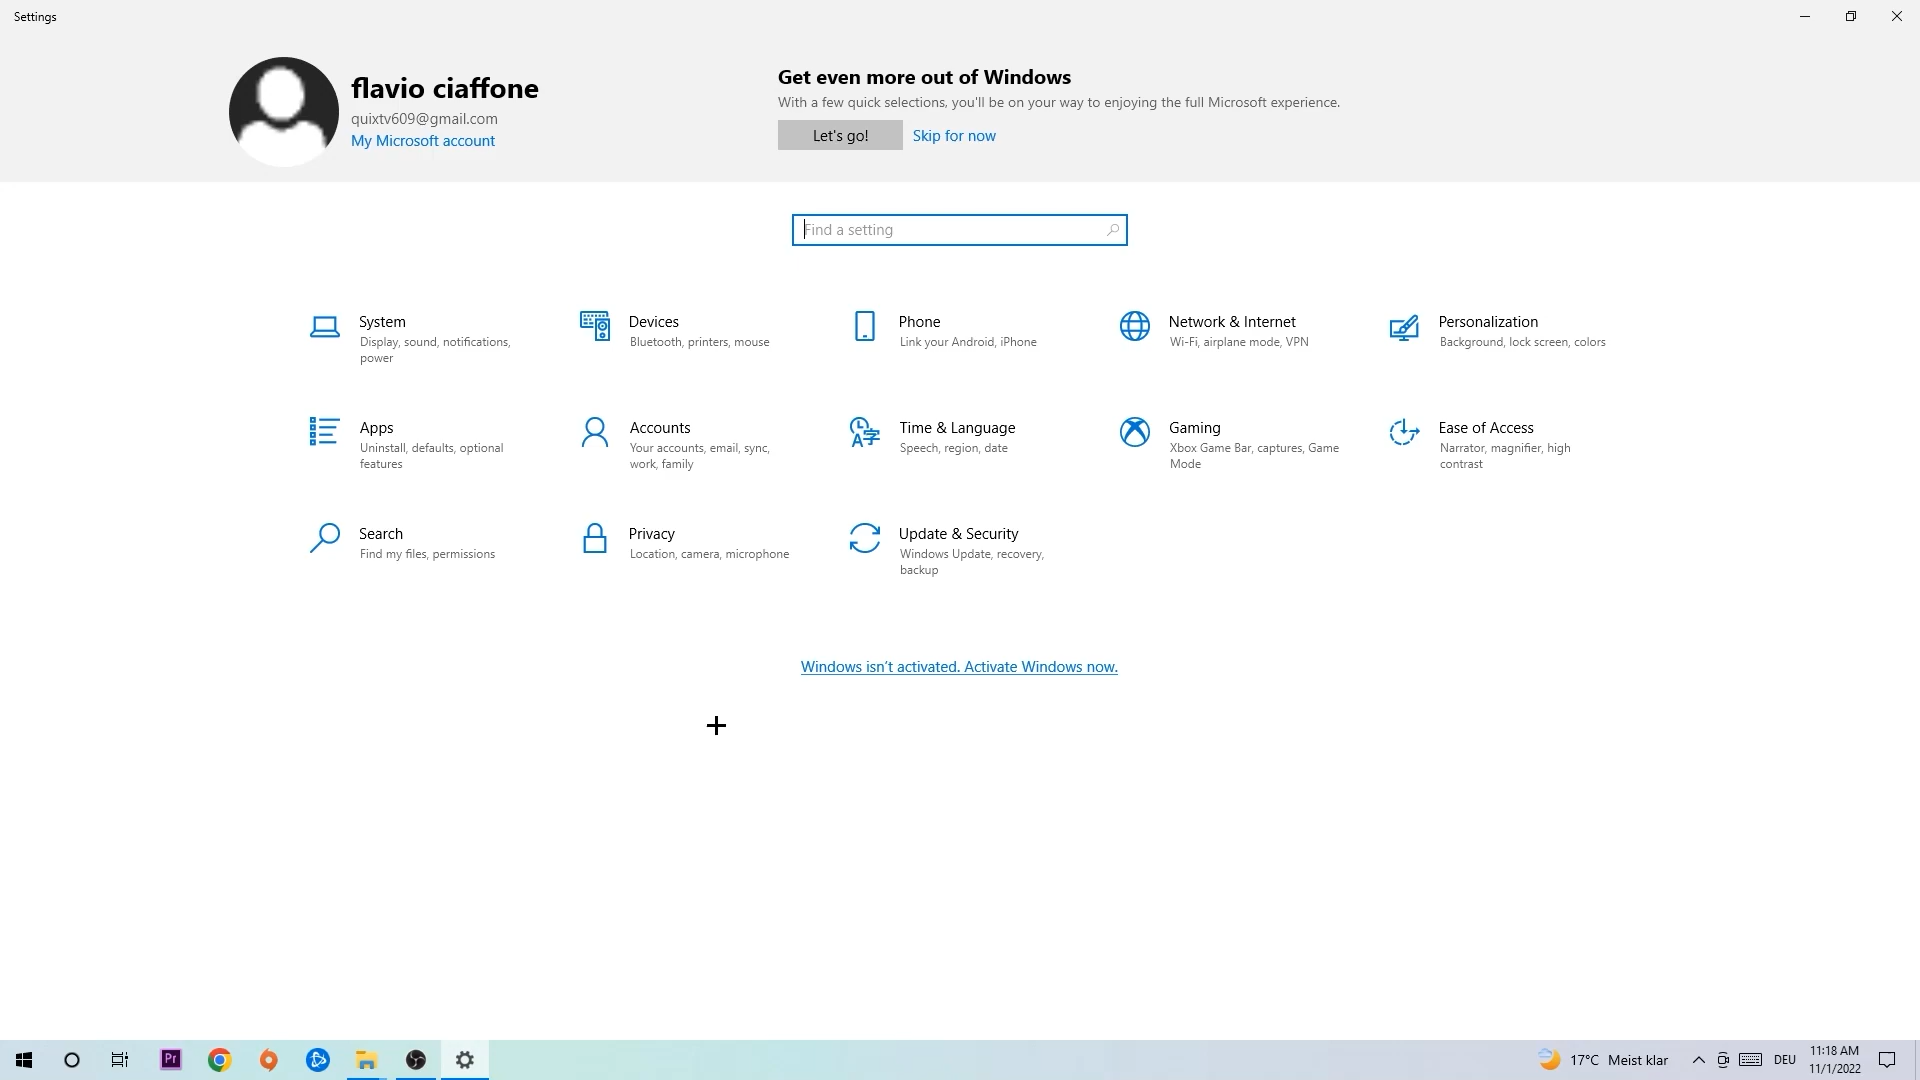 Settings
flavio ciaffone
quixtv609@gmail.com
My Microsoft account
Get even more out of Windows
With a few quick selections, you'll be on your way to enjoying the full Microsoft experience.
Let's go!
Skip for now
Find a setting
System
Display, sound, notifications,
power
Devices
Bluetooth, printers, mouse
Phone
Link your Android, iPhone
Network & Internet
Wi-Fi, airplane mode, VPN
Personalization
Background, lock screen, colors
Apps
Uninstall, defaults, optional
features
Accounts
Your accounts, email, sync,
work, family
Time & Language
Speech, region, date
Gaming
Xbox Game Bar, captures, Game
Mode
Ease of Access
Narrator, magnifier, high
contrast
Search
Find my files, permissions
Privacy
Location, camera, microphone
Update & Security
Windows Update, recovery,
backup
Windows isn't activated. Activate Windows now.
Pr
17°C Meist klar
DEU
11:18 AM
11/1/2022